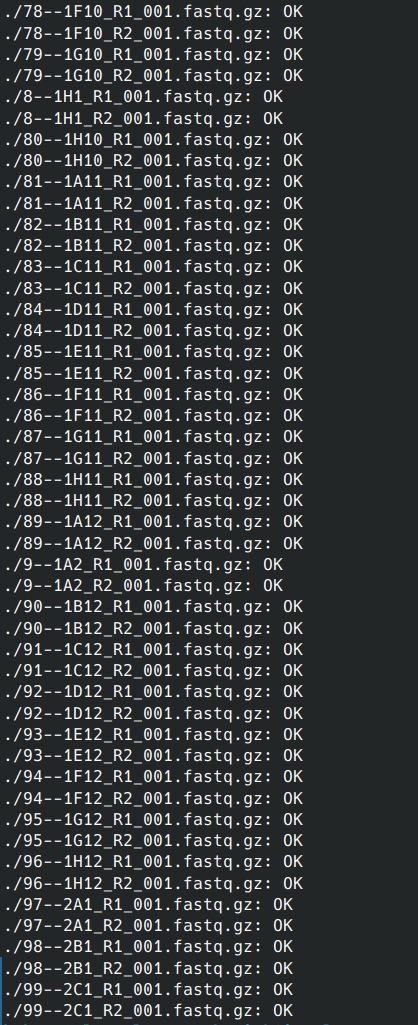 ./78--1F10_R1_001.fastq.gz: OK
./78--1F10_R2_001.fastq.gz: OK
./79--1G10_R1_001.fastq.gz: OK
./79--1G10_R2_001.fastq.gz: OK
./8--1H1_R1_001.fastq.gz: OK
./8--1H1_R2_001.fastq.gz: OK
./80--1H10_R1_001.fastq.gz: OK
./80--1H10_R2_001.fastq.gz: OK
./81--1A11_R1_001.fastq.gz: OK
./81--1A11_R2_001.fastq.gz: OK
./82--1B11_R1_001.fastq.gz: OK
./82--1B11_R2_001.fastq.gz: OK
./83--1C11_R1_001.fastq.gz: OK
./83--1C11_R2_001.fastq.gz: OK
./84--1D11_R1_001.fastq.gz: OK
./84--1D11_R2_001.fastq.gz: OK
./85--1E11_R1_001.fastq.gz: OK
./85--1E11_R2_001.fastq.gz: OK
./86--1F11_R1_001.fastq.gz: OK
./86--1F11_R2_001.fastq.gz: OK
./87--1G11_R1_001.fastq.gz: OK
./87--1G11_R2_001.fastq.gz: OK
./88--1H11_R1_001.fastq.gz: OK
./88--1H11_R2_001.fastq.gz: OK
./89--1A12_R1_001.fastq.gz: OK
./89--1A12_R2_001.fastq.gz: OK
./9--1A2_R1_001.fastq.gz: OK
./9--1A2_R2_001.fastq.gz: OK
./90--1B12_R1_001.fastq.gz: OK
./90--1B12_R2_001.fastq.gz: OK
./91--1C12_R1_001.fastq.gz: OK
./91--1C12_R2_001.fastq.gz: OK
./92--1D12_R1_001.fastq.gz: OK
./92--1D12_R2_001.fastq.gz: OK
./93--1E12_R1_001.fastq.gz: OK
./93--1E12_R2_001.fastq.gz: OK
./94--1F12_R1_001.fastq.gz: OK
./94--1F12_R2_001.fastq.gz: OK
./95--1G12_R1_001.fastq.gz: OK
./95--1G12_R2_001.fastq.gz: OK
./96--1H12_R1_001.fastq.gz: OK
./96--1H12_R2_001.fastq.gz: OK
./97--2A1_R1_001.fastq.gz: OK
./97--2A1_R2_001.fastq.gz: OK
./98--2B1_R1_001.fastq.gz: OK
./98--2B1_R2_001.fastq.gz: OK
./99--2C1_R1_001.fastq.gz: OK
./99--2C1_R2_001.fastq.gz: OK